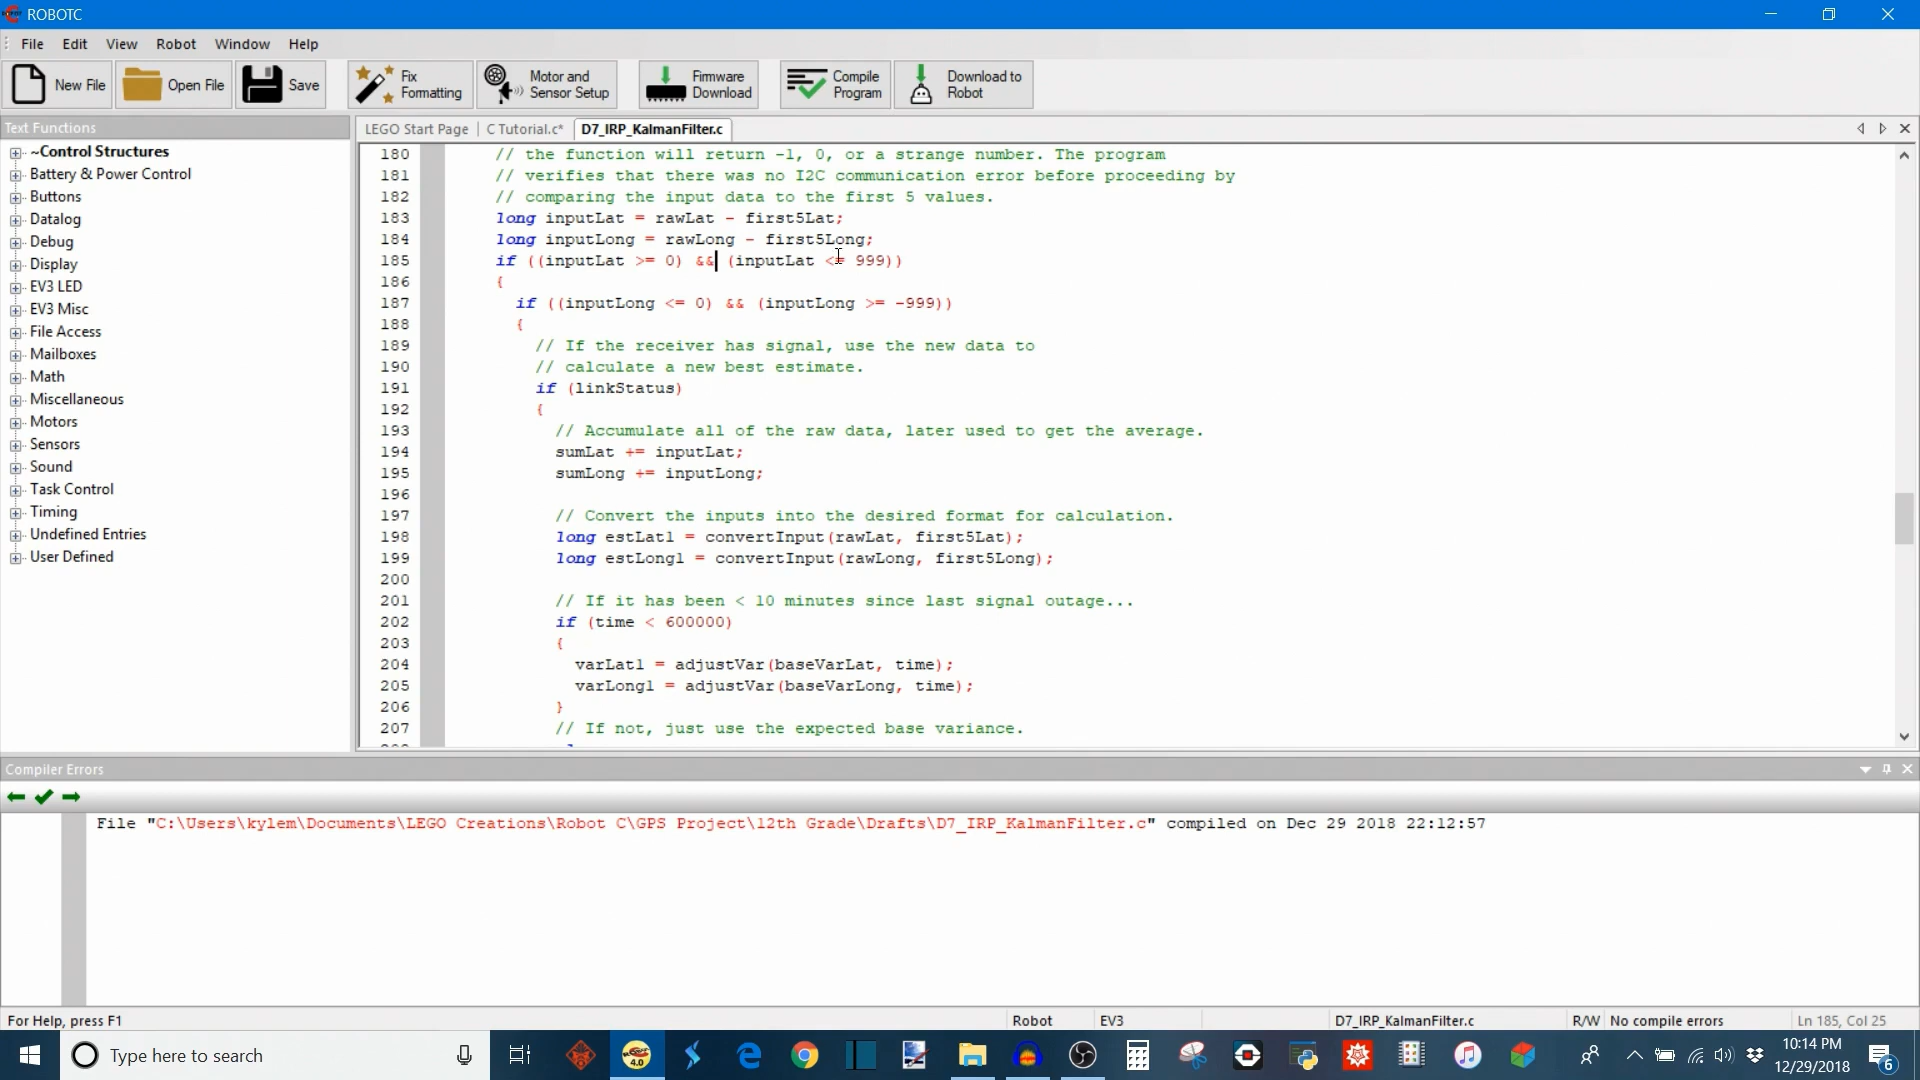 ROBOTC
File Edit View Robot Window Help
New File Open File Save Fix Formatting Motor and Sensor Setup Firmware Download Compile Program Download to Robot
Text Functions
LEGO Start Page C Tutorial.c* D7_IRP_KalmanFilter.c
~Control Structures
Battery & Power Control
Buttons
Datalog
Debug
Display
EV3 LED
EV3 Misc
File Access
Mailboxes
Math
Miscellaneous
Motors
Sensors
Sound
Task Control
Timing
Undefined Entries
User Defined
180 // the function will return -1, 0, or a strange number. The program
181 // verifies that there was no I2C communication error before proceeding by
182 // comparing the input data to the first 5 values.
183 long inputLat = rawLat - first5Lat;
184 long inputLong = rawLong - first5Long;
185 if ((inputLat >= 0) && (inputLat <= 999))
186 {
187 if ((inputLong <= 0) && (inputLong >= -999))
188 {
189 // If the receiver has signal, use the new data to
190 // calculate a new best estimate.
191 if (linkStatus)
192 {
193 // Accumulate all of the raw data, later used to get the average.
194 sumLat += inputLat;
195 sumLong += inputLong;
196
197 // Convert the inputs into the desired format for calculation.
198 long estLat1 = convertInput(rawLat, first5Lat);
199 long estLong1 = convertInput(rawLong, first5Long);
200
201 // If it has been < 10 minutes since last signal outage...
202 if (time < 600000)
203 {
204 varLat1 = adjustVar(baseVarLat, time);
205 varLong1 = adjustVar(baseVarLong, time);
206 }
207 // If not, just use the expected base variance.
Compiler Errors
File "C:\Users\kylem\Documents\LEGO Creations\Robot C\GPS Project\12th Grade\Drafts\D7_IRP_KalmanFilter.c" compiled on Dec 29 2018 22:12:57
For Help, press F1 Robot EV3 D7_IRP_KalmanFilter.c R/W No compile errors Ln 185, Col 25
Type here to search
4.0
10:14 PM
12/29/2018
6